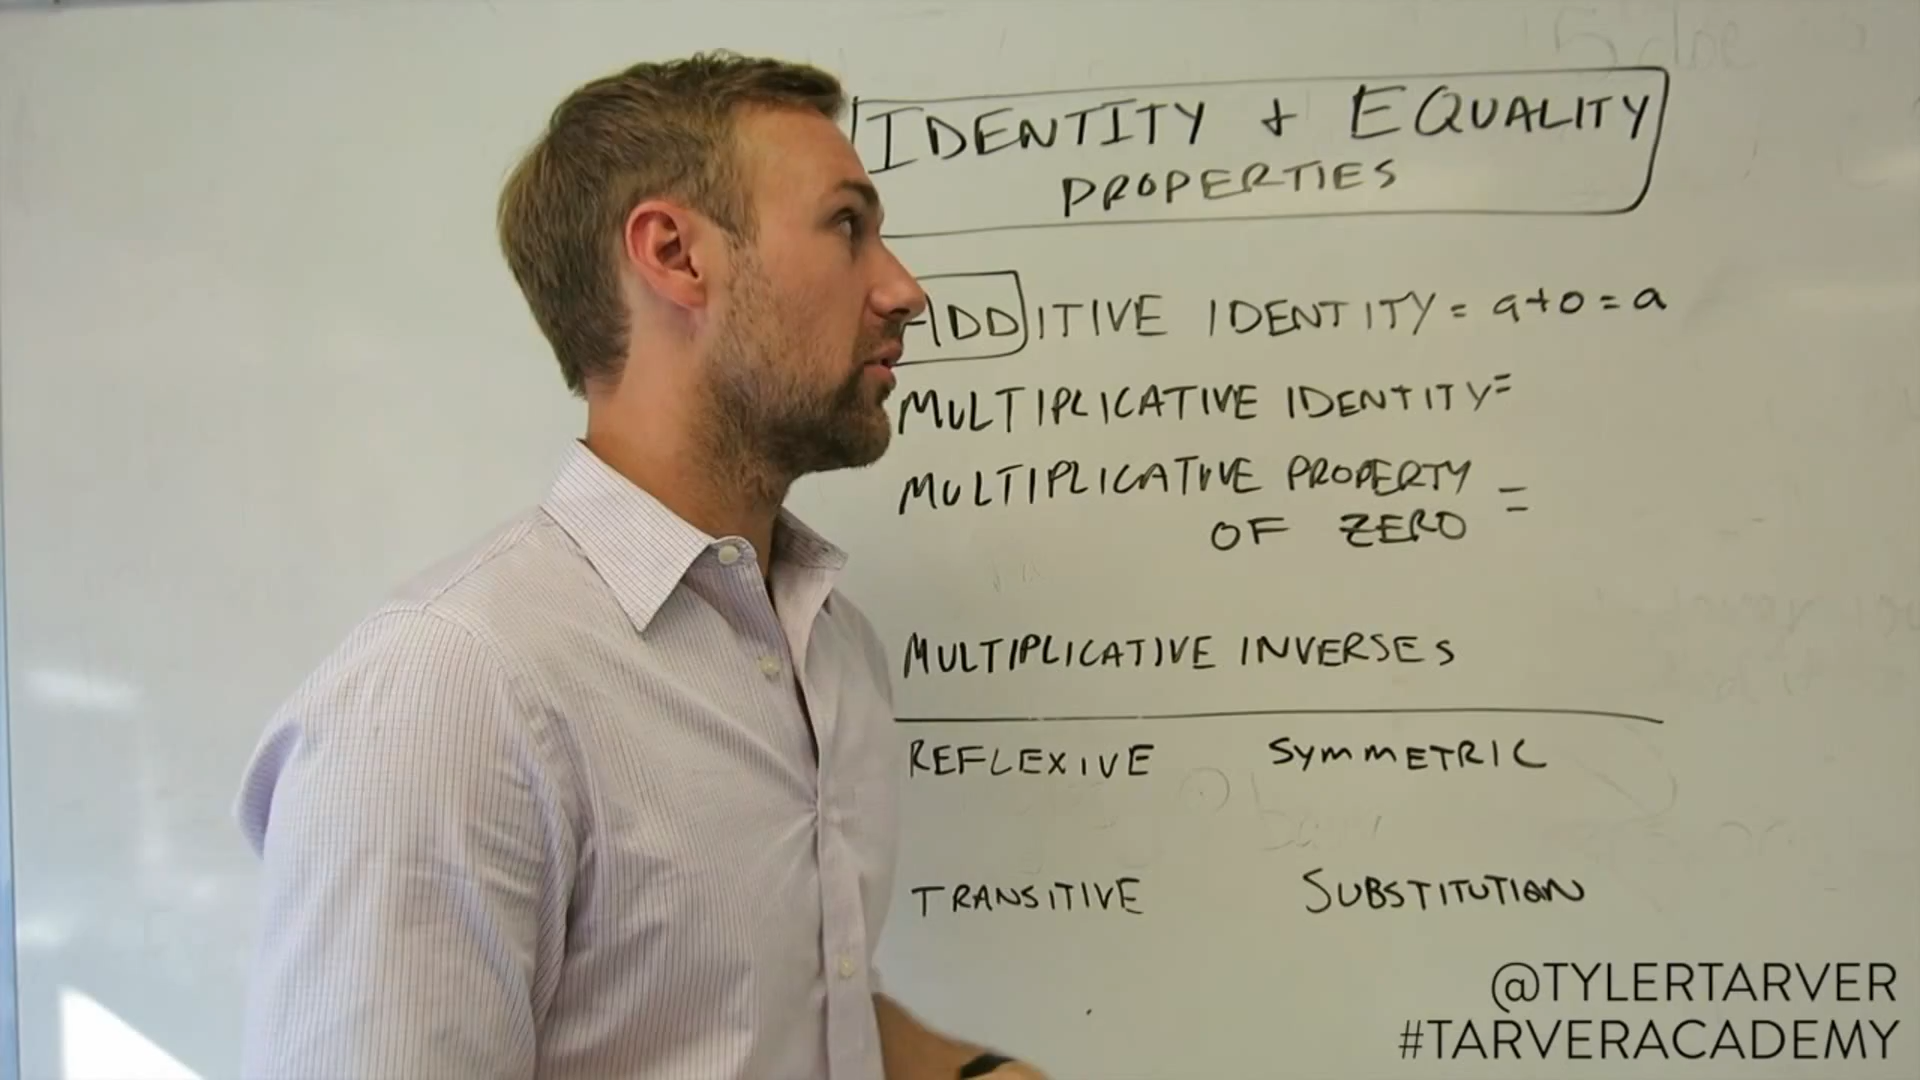 IDENTITY + EQUALITY
PROPERTIES
ADDITIVE IDENTITY = a+0=a
MULTIPLICATIVE IDENTITY=
MULTIPLICATIVE PROPERTY
OF ZERO =
MULTIPLICATIVE INVERSES
REFLEXIVE SYMMETRIC
TRANSITIVE SUBSTITUTION
@TYLERTARVER
#TARVERACADEMY